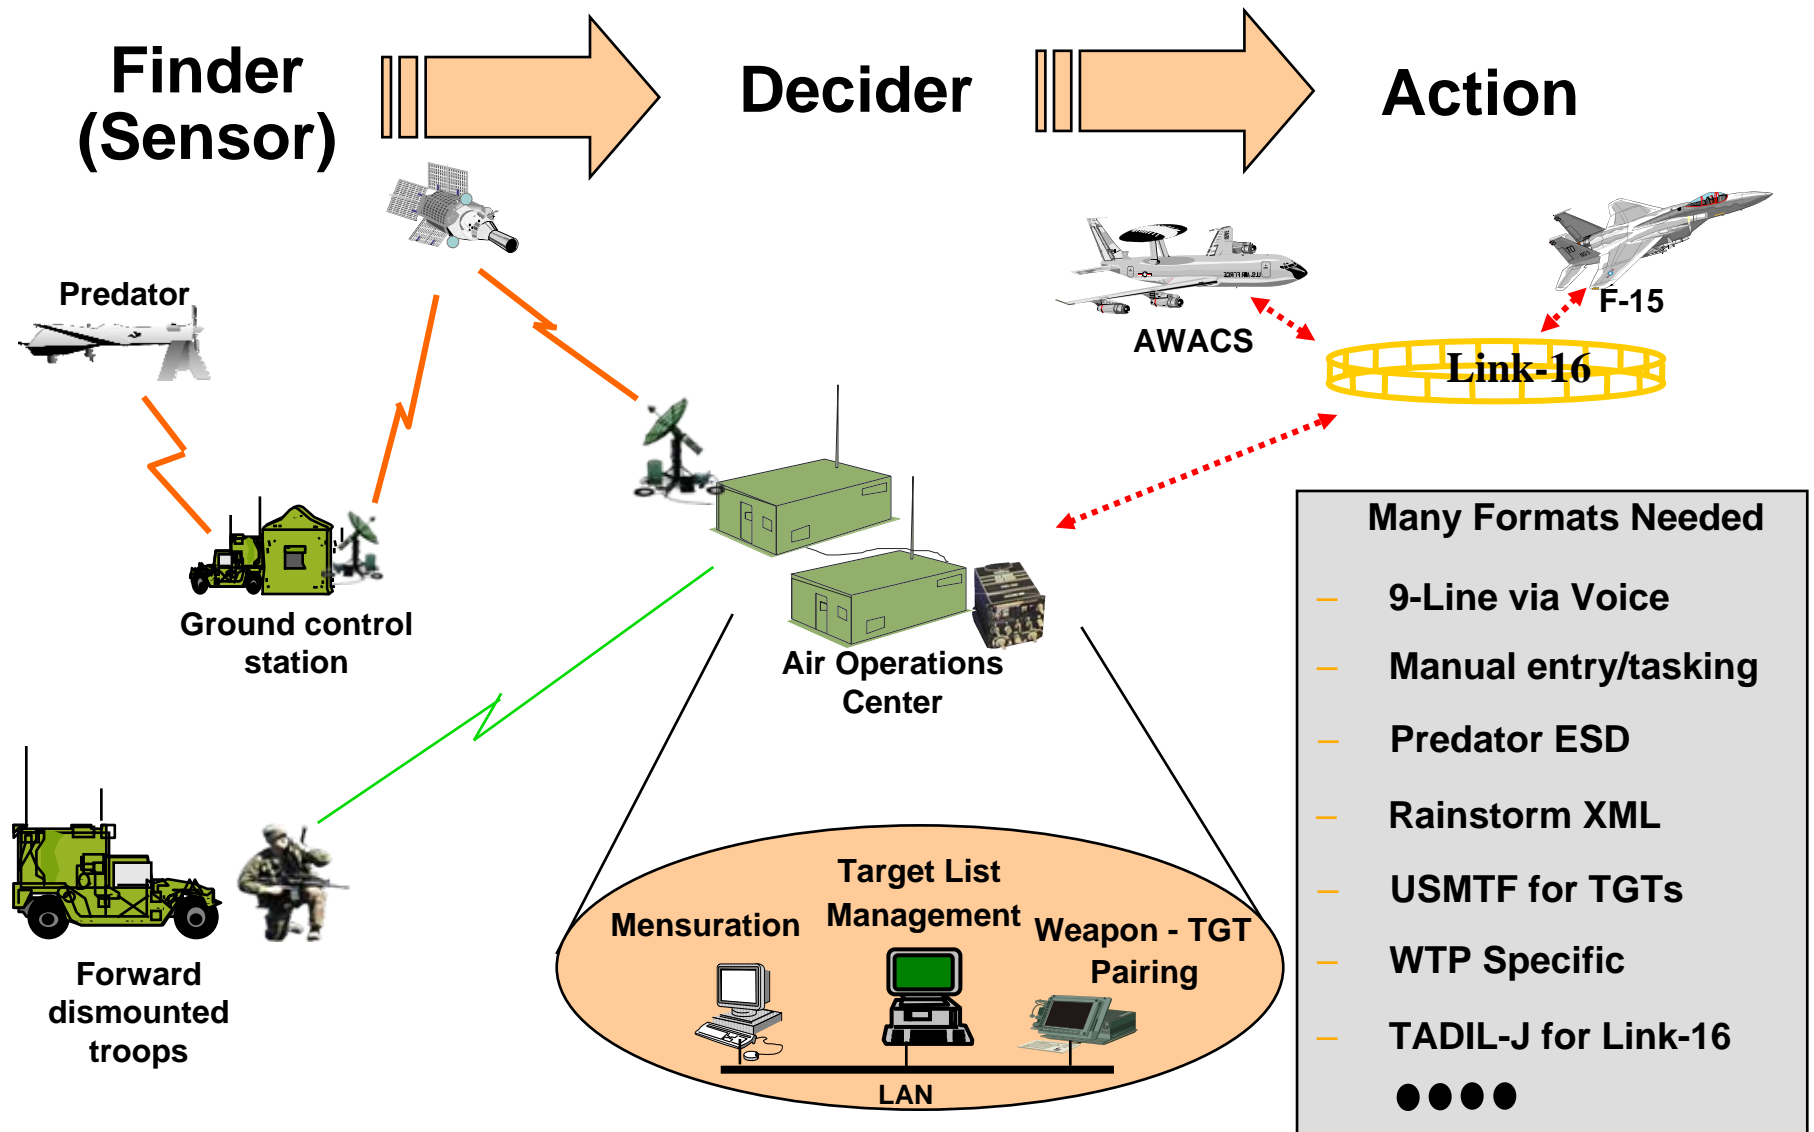 Finder
(Sensor)
Decider
Action
Predator
AWACS
F-15
Link-16
Ground control
station
Air Operations
Center
Forward
dismounted
troops
Mensuration
Target List
Management
Weapon - TGT
Pairing
LAN
Many Formats Needed
– 9-Line via Voice
– Manual entry/tasking
– Predator ESD
– Rainstorm XML
– USMTF for TGTs
– WTP Specific
– TADIL-J for Link-16